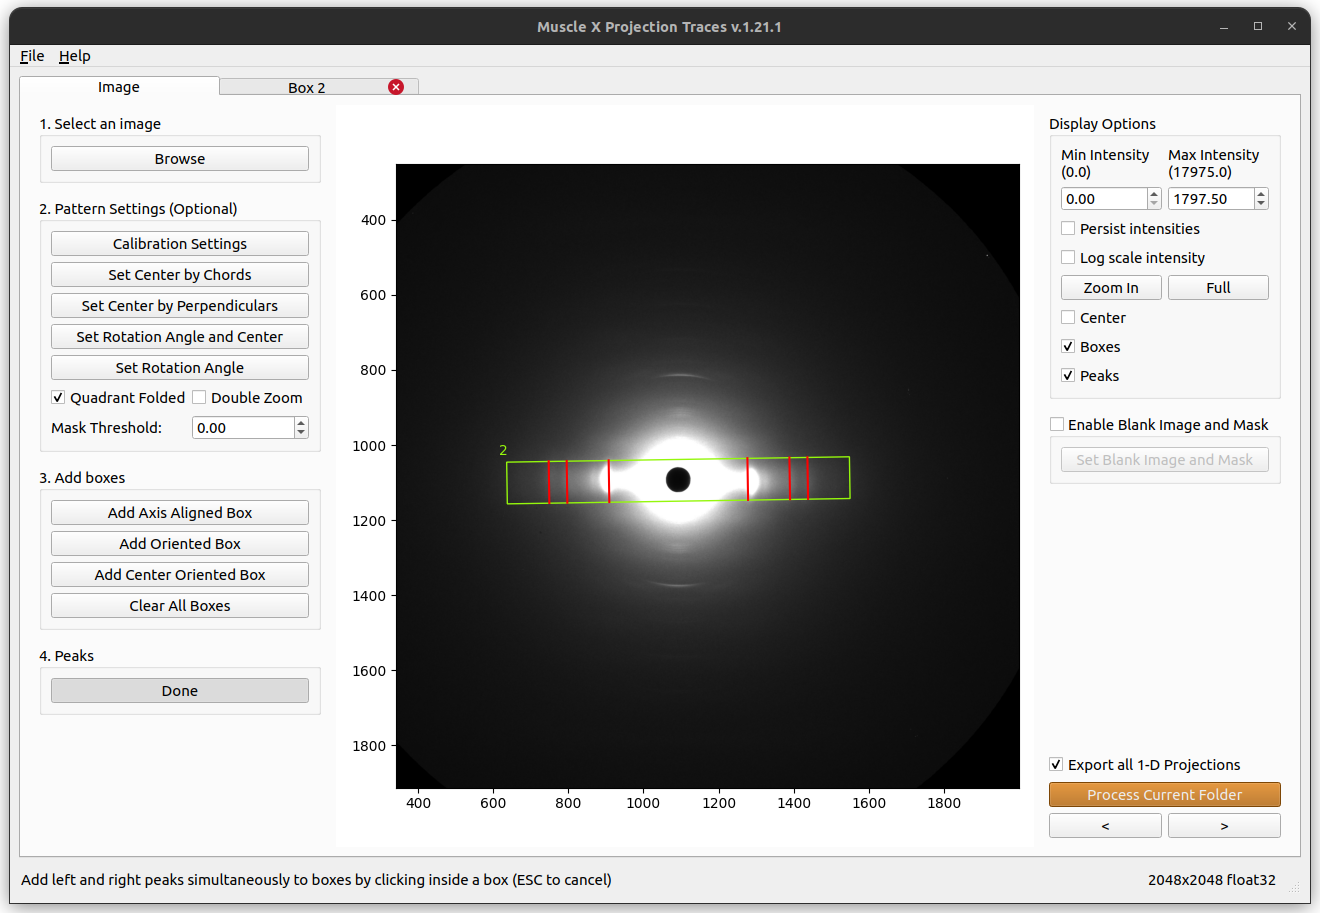 Muscle X Projection Traces v.1.21.1
File Help
Image Box 2
1. Select an image
Browse
2. Pattern Settings (Optional)
Calibration Settings
Set Center by Chords
Set Center by Perpendiculars
Set Rotation Angle and Center
Set Rotation Angle
Quadrant Folded Double Zoom
Mask Threshold: 0.00
3. Add boxes
Add Axis Aligned Box
Add Oriented Box
Add Center Oriented Box
Clear All Boxes
4. Peaks
Done
400
600
800
1000
1200
1400
1600
1800
2
400 600 800 1000 1200 1400 1600 1800
Display Options
Min Intensity Max Intensity
(0.0) (17975.0)
0.00 1797.50
Persist intensities
Log scale intensity
Zoom In Full
Center
Boxes
Peaks
Enable Blank Image and Mask
Set Blank Image and Mask
Export all 1-D Projections
Process Current Folder
< >
Add left and right peaks simultaneously to boxes by clicking inside a box (ESC to cancel) 2048x2048 float32